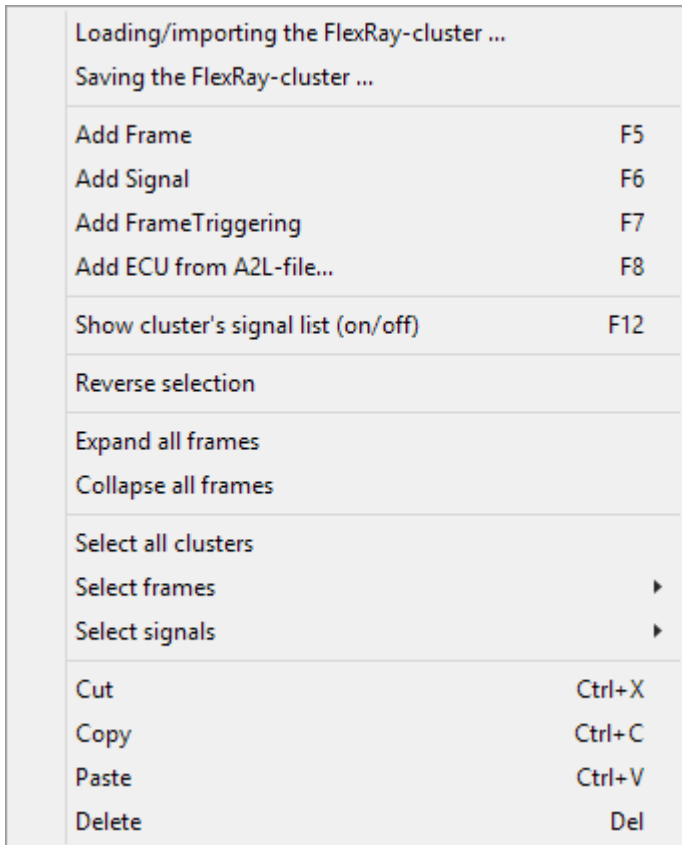 Loading/importing the FlexRay-cluster ...
Saving the FlexRay-cluster ...
Add Frame F5
Add Signal F6
Add FrameTriggering F7
Add ECU from A2L-file... F8
Show cluster's signal list (on/off) F12
Reverse selection
Expand all frames
Collapse all frames
Select all clusters
Select frames
Select signals
Cut Ctrl+X
Copy Ctrl+C
Paste Ctrl+V
Delete Del